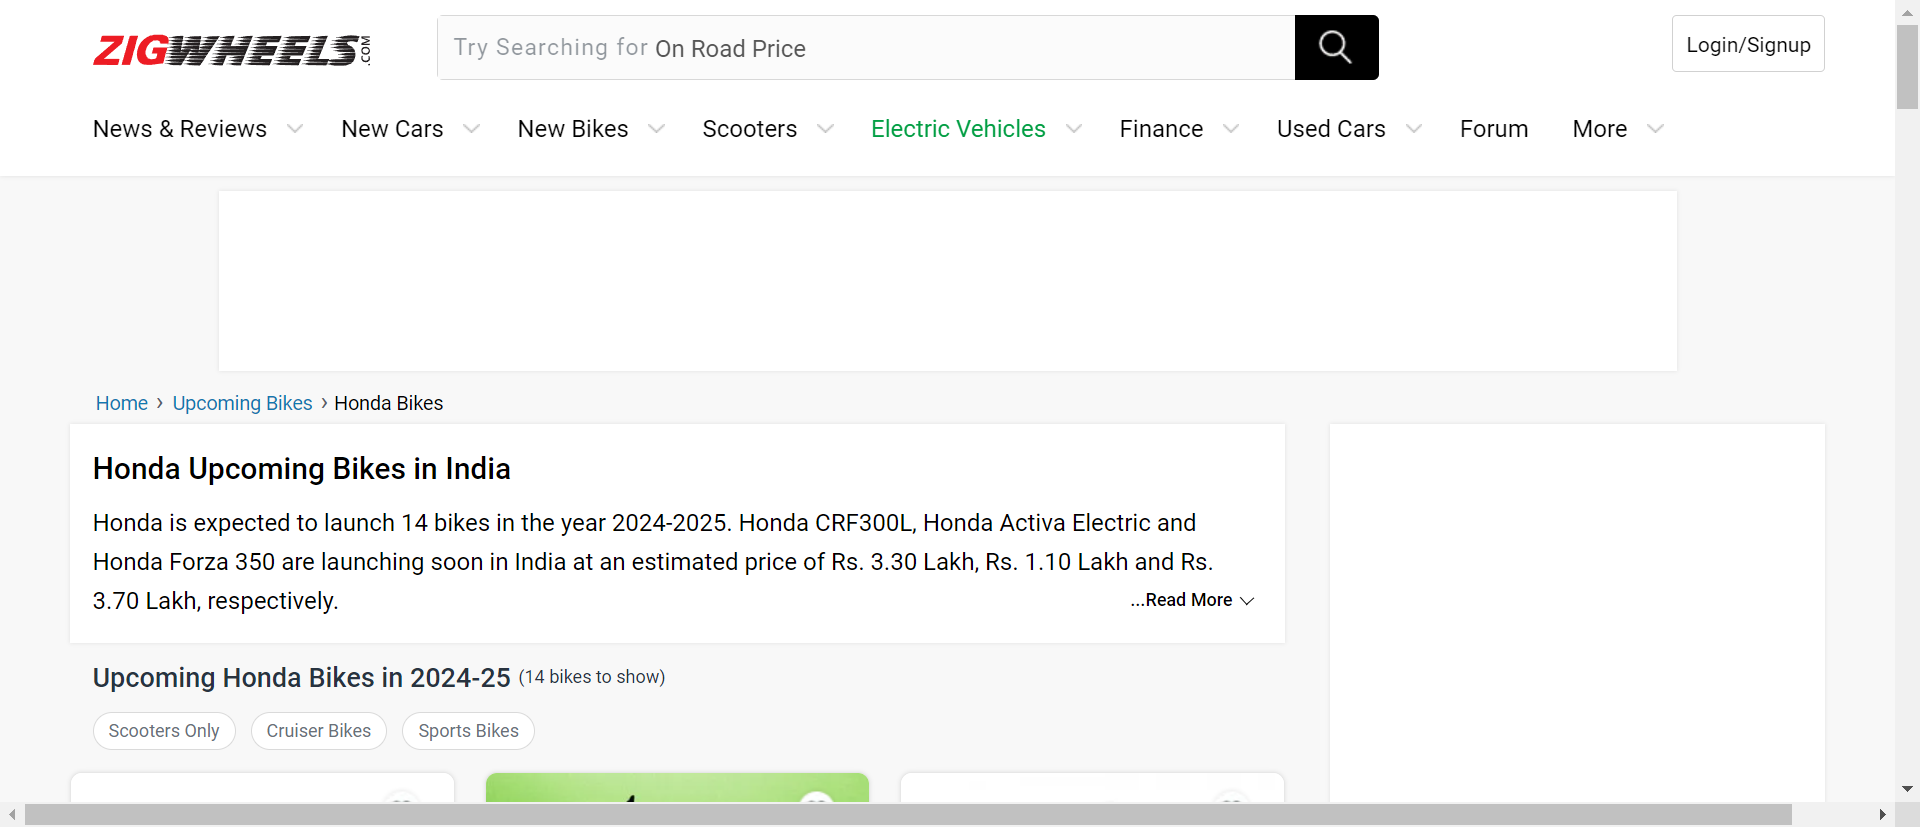 ZIGWHEELS.COM
Try Searching for On Road Price
Login/Signup
News & Reviews New Cars New Bikes Scooters Electric Vehicles Finance Used Cars Forum More
Home › Upcoming Bikes › Honda Bikes
Honda Upcoming Bikes in India
Honda is expected to launch 14 bikes in the year 2024-2025. Honda CRF300L, Honda Activa Electric and
Honda Forza 350 are launching soon in India at an estimated price of Rs. 3.30 Lakh, Rs. 1.10 Lakh and Rs.
3.70 Lakh, respectively.
...Read More
Upcoming Honda Bikes in 2024-25 (14 bikes to show)
Scooters Only Cruiser Bikes Sports Bikes